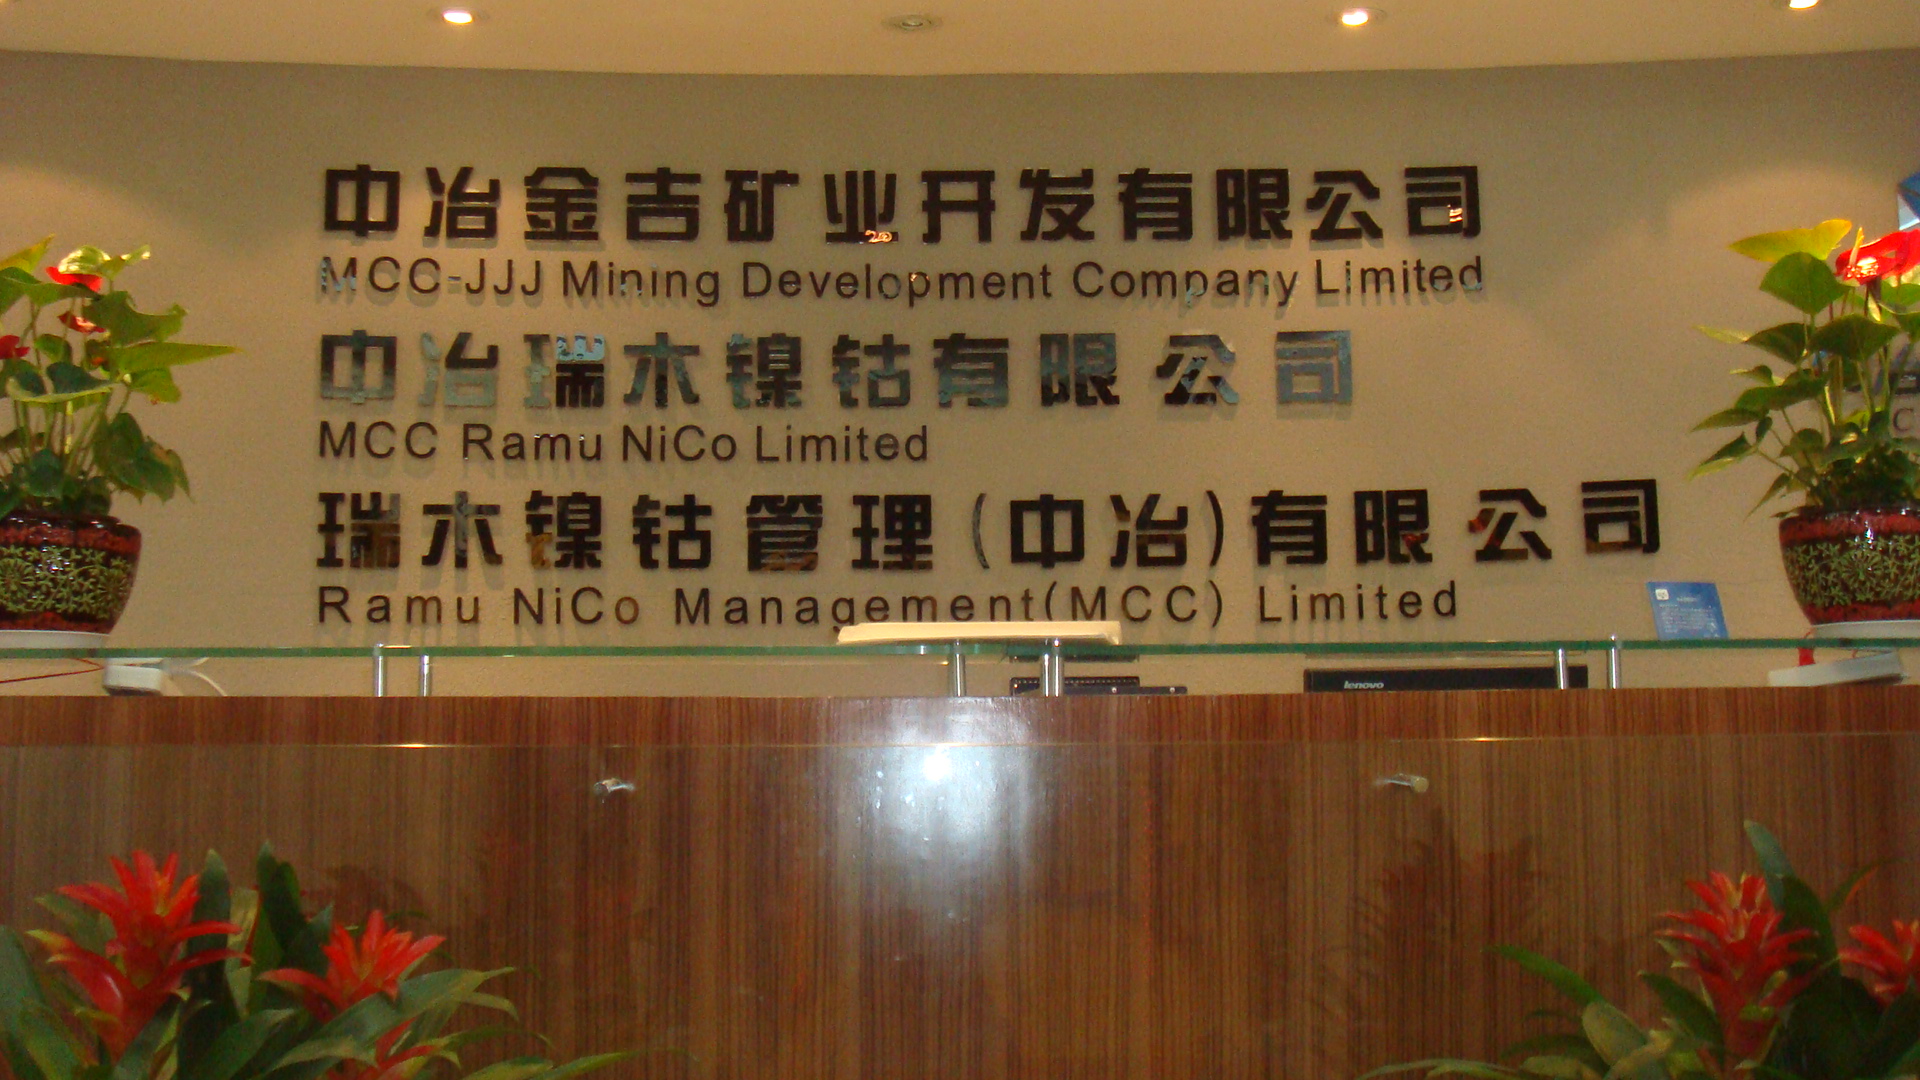 中冶金吉矿业开发有限公司
MCC-JJJ Mining Development Company Limited
中冶瑞木镍钴有限公司
MCC Ramu NiCo Limited
瑞木镍钴管理(中冶)有限公司
Ramu NiCo Management(MCC) Limited
lenovo